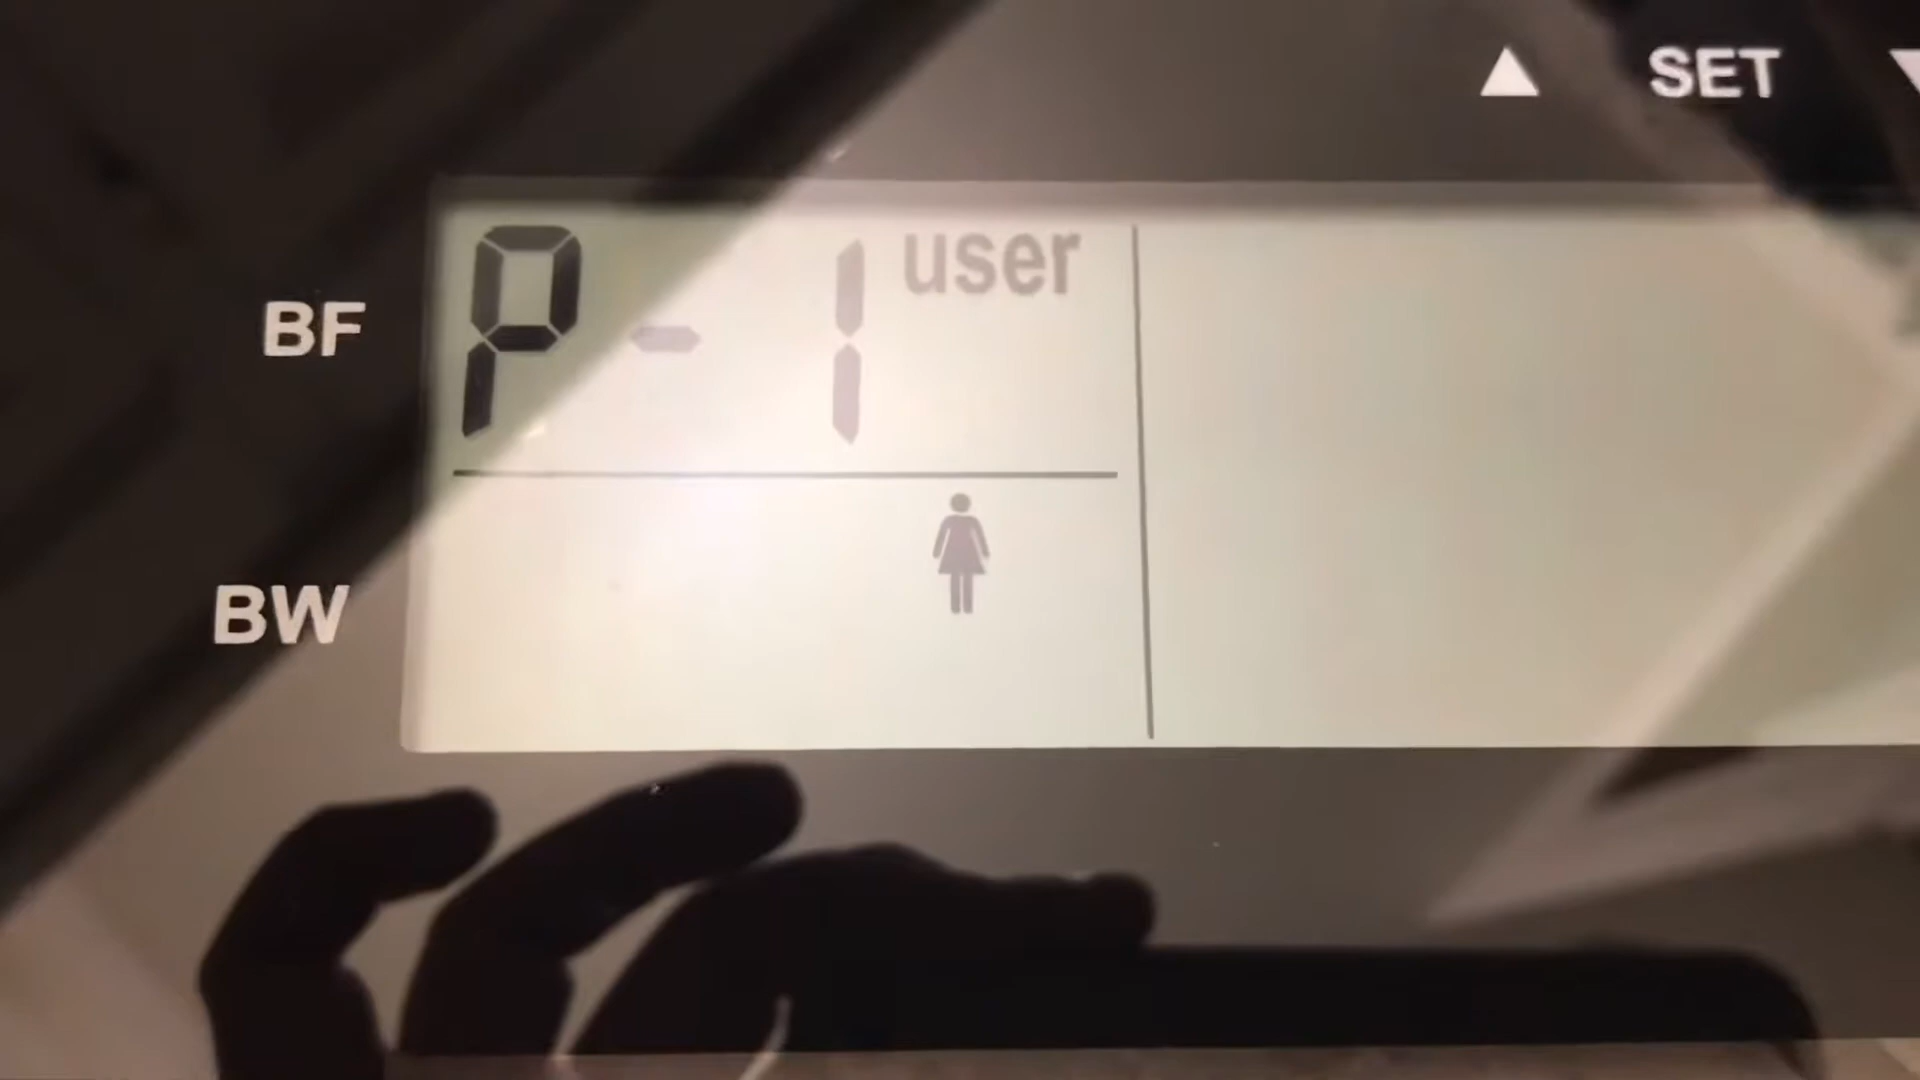 ▲ SET ▼
BF P-1 user
BW